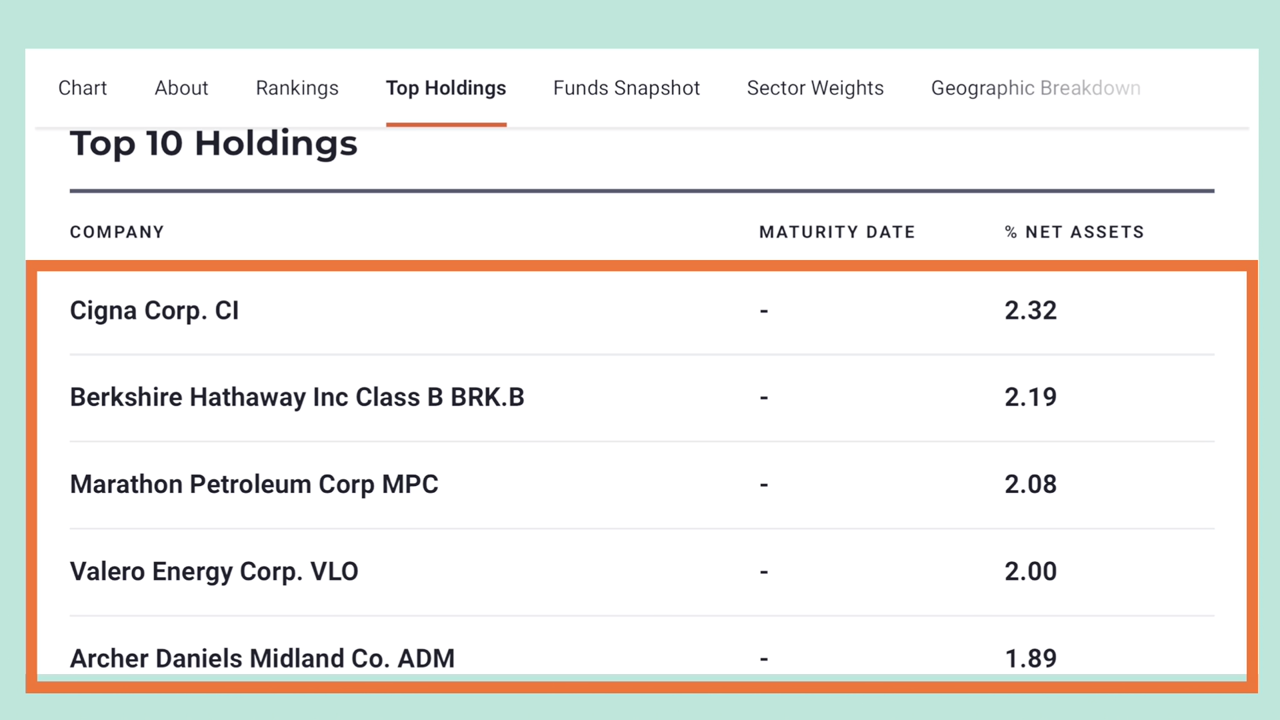 Chart About Rankings Top Holdings Funds Snapshot Sector Weights Geographic Breakdown
Top 10 Holdings
COMPANY MATURITY DATE % NET ASSETS
Cigna Corp. CI - 2.32
Berkshire Hathaway Inc Class B BRK.B - 2.19
Marathon Petroleum Corp MPC - 2.08
Valero Energy Corp. VLO - 2.00
Archer Daniels Midland Co. ADM - 1.89